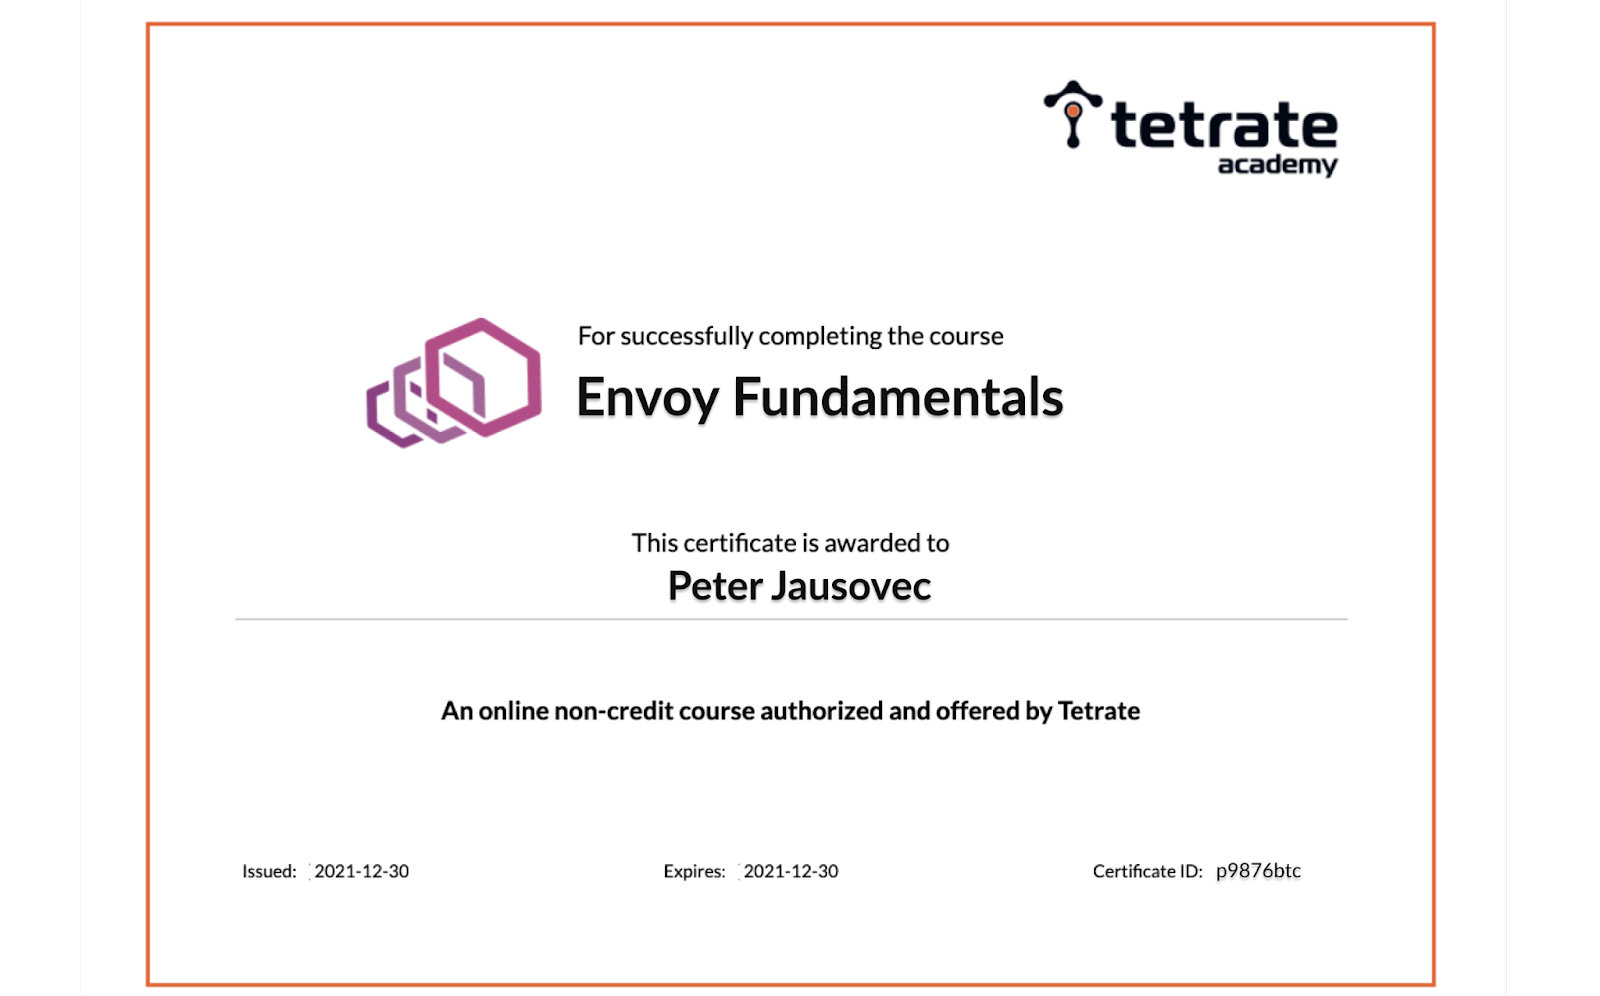 tetrate
academy
For successfully completing the course
Envoy Fundamentals
This certificate is awarded to
Peter Jausovec
An online non-credit course authorized and offered by Tetrate
Issued: 2021-12-30 Expires: 2021-12-30 Certificate ID: p9876btc